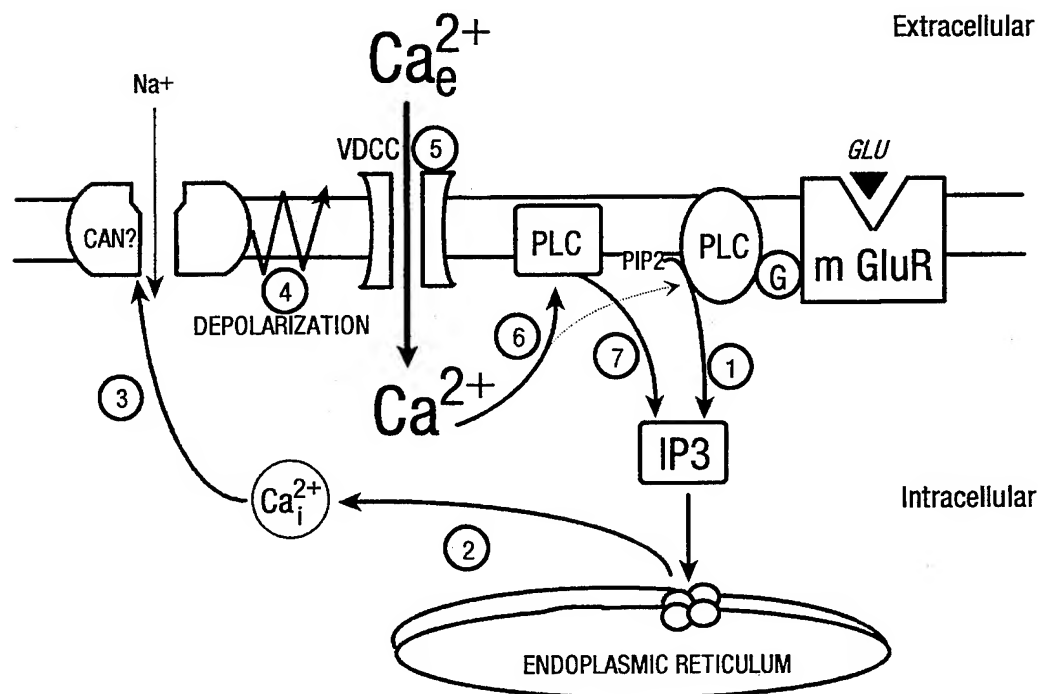 Extracellular
Ca²⁺ₑ
Na+
VDCC
5
GLU
CAN?
PLC
PIP2
PLC
G
m GluR
4
DEPOLARIZATION
6
7
1
3
Ca²⁺
IP3
Ca²⁺ᵢ
Intracellular
2
ENDOPLASMIC RETICULUM